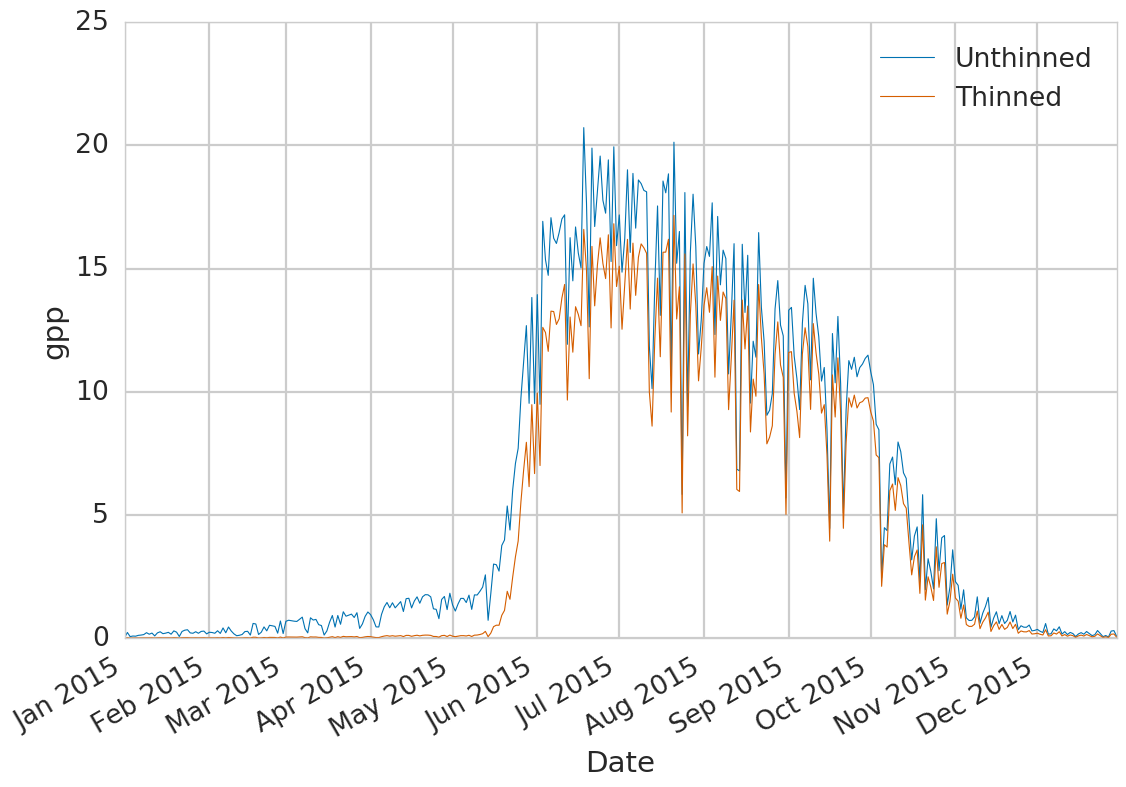 25
20
15
10
5
0
gpp
Unthinned
Thinned
Jan 2015
Feb 2015
Mar 2015
Apr 2015
May 2015
Jun 2015
Jul 2015
Aug 2015
Sep 2015
Oct 2015
Nov 2015
Dec 2015
Date